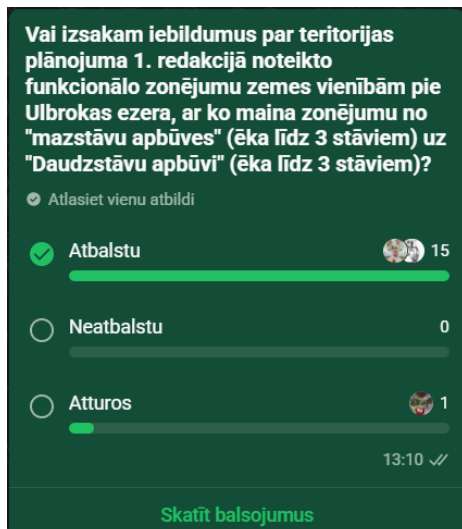 Vai izsakam iebildumus par teritorijas
plānojuma 1. redakcijā noteikto
funkcionālo zonējumu zemes vienībām pie
Ulbrokas ezera, ar ko maina zonējumu no
"mazstāvu apbūves" (ēka līdz 3 stāviem) uz
"Daudzstāvu apbūvi" (ēka līdz 3 stāviem)?
Atlasiet vienu atbildi
Atbalstu 15
Neatbalstu 0
Atturos 1
13:10
Skatīt balsojumus